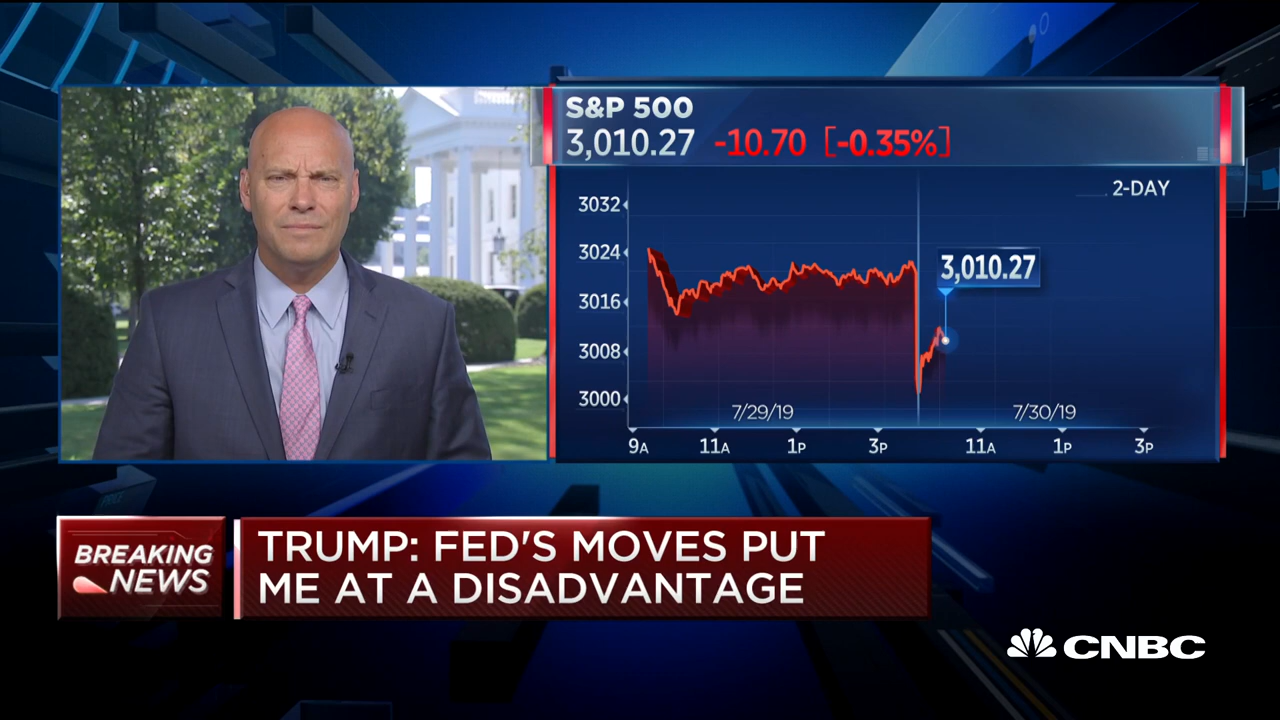 S&P 500
3,010.27 -10.70 [-0.35%]
2-DAY
3032
3024
3016
3008
3000
3,010.27
7/29/19 7/30/19
9A 11A 1P 3P 11A 1P 3P
BREAKING
NEWS
TRUMP: FED'S MOVES PUT
ME AT A DISADVANTAGE
CNBC